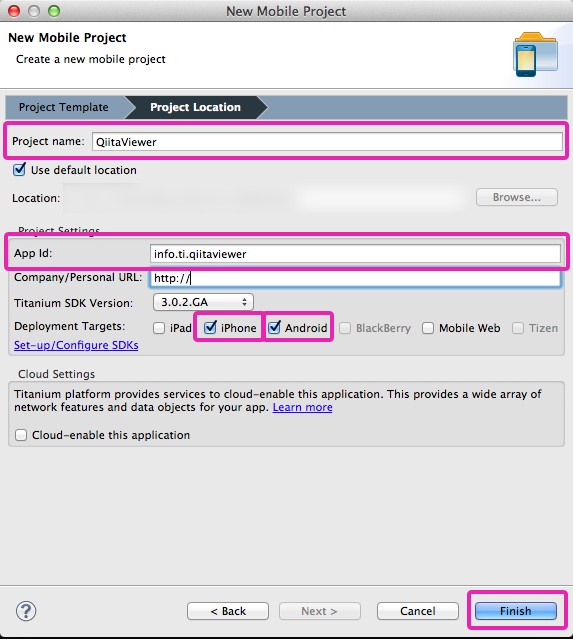 New Mobile Project
New Mobile Project
Create a new mobile project
Project Template Project Location
Project name: QiitaViewer
Use default location
Location: Browse...
Project Settings
App Id: info.ti.qiitaviewer
Company/Personal URL: http://
Titanium SDK Version: 3.0.2.GA
Deployment Targets: iPad iPhone Android BlackBerry Mobile Web Tizen
Set-up/Configure SDKs
Cloud Settings
Titanium platform provides services to cloud-enable this application. This provides a wide array of
network features and data objects for your app. Learn more
Cloud-enable this application
? < Back Next > Cancel Finish